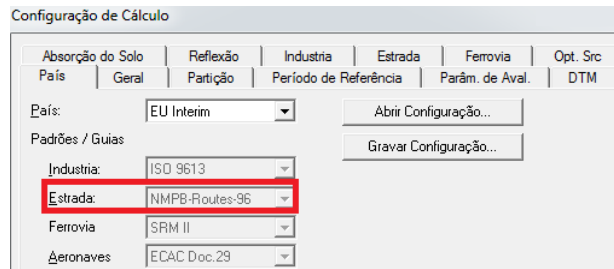 Configuração de Cálculo
Absorção do Solo Reflexão Industria Estrada Ferrovia Opt. Src
País Geral Partição Período de Referência Parâm. de Aval. DTM
País: EU Interim Abrir Configuração...
Padrões / Guias Gravar Configuração...
Industria: ISO 9613
Estrada: NMPB-Routes-96
Ferrovia SRM II
Aeronaves ECAC Doc.29